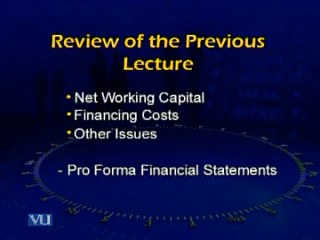 Review of the Previous
Lecture
• Net Working Capital
• Financing Costs
• Other Issues
- Pro Forma Financial Statements
VU